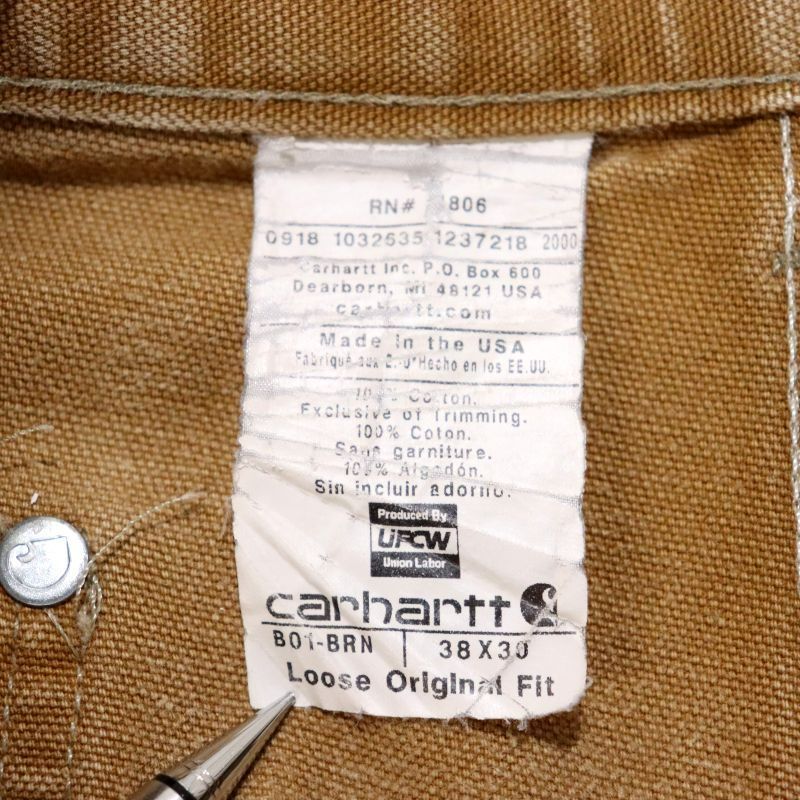 RN# 806
0918 1032535 1237218 2000
Carhartt Inc. P.O. Box 600
Dearborn, MI 48121 USA
carhartt.com
Made in the USA
Fabriqué aux Hecho en los EE.UU.
100% Cotton.
Exclusive of Trimming.
100% Coton.
Sans garniture.
100% Algodón.
Sin incluir adorno.
Produced By
UFCW
Union Labor
carhartt
B01-BRN | 38X30
Loose Original Fit